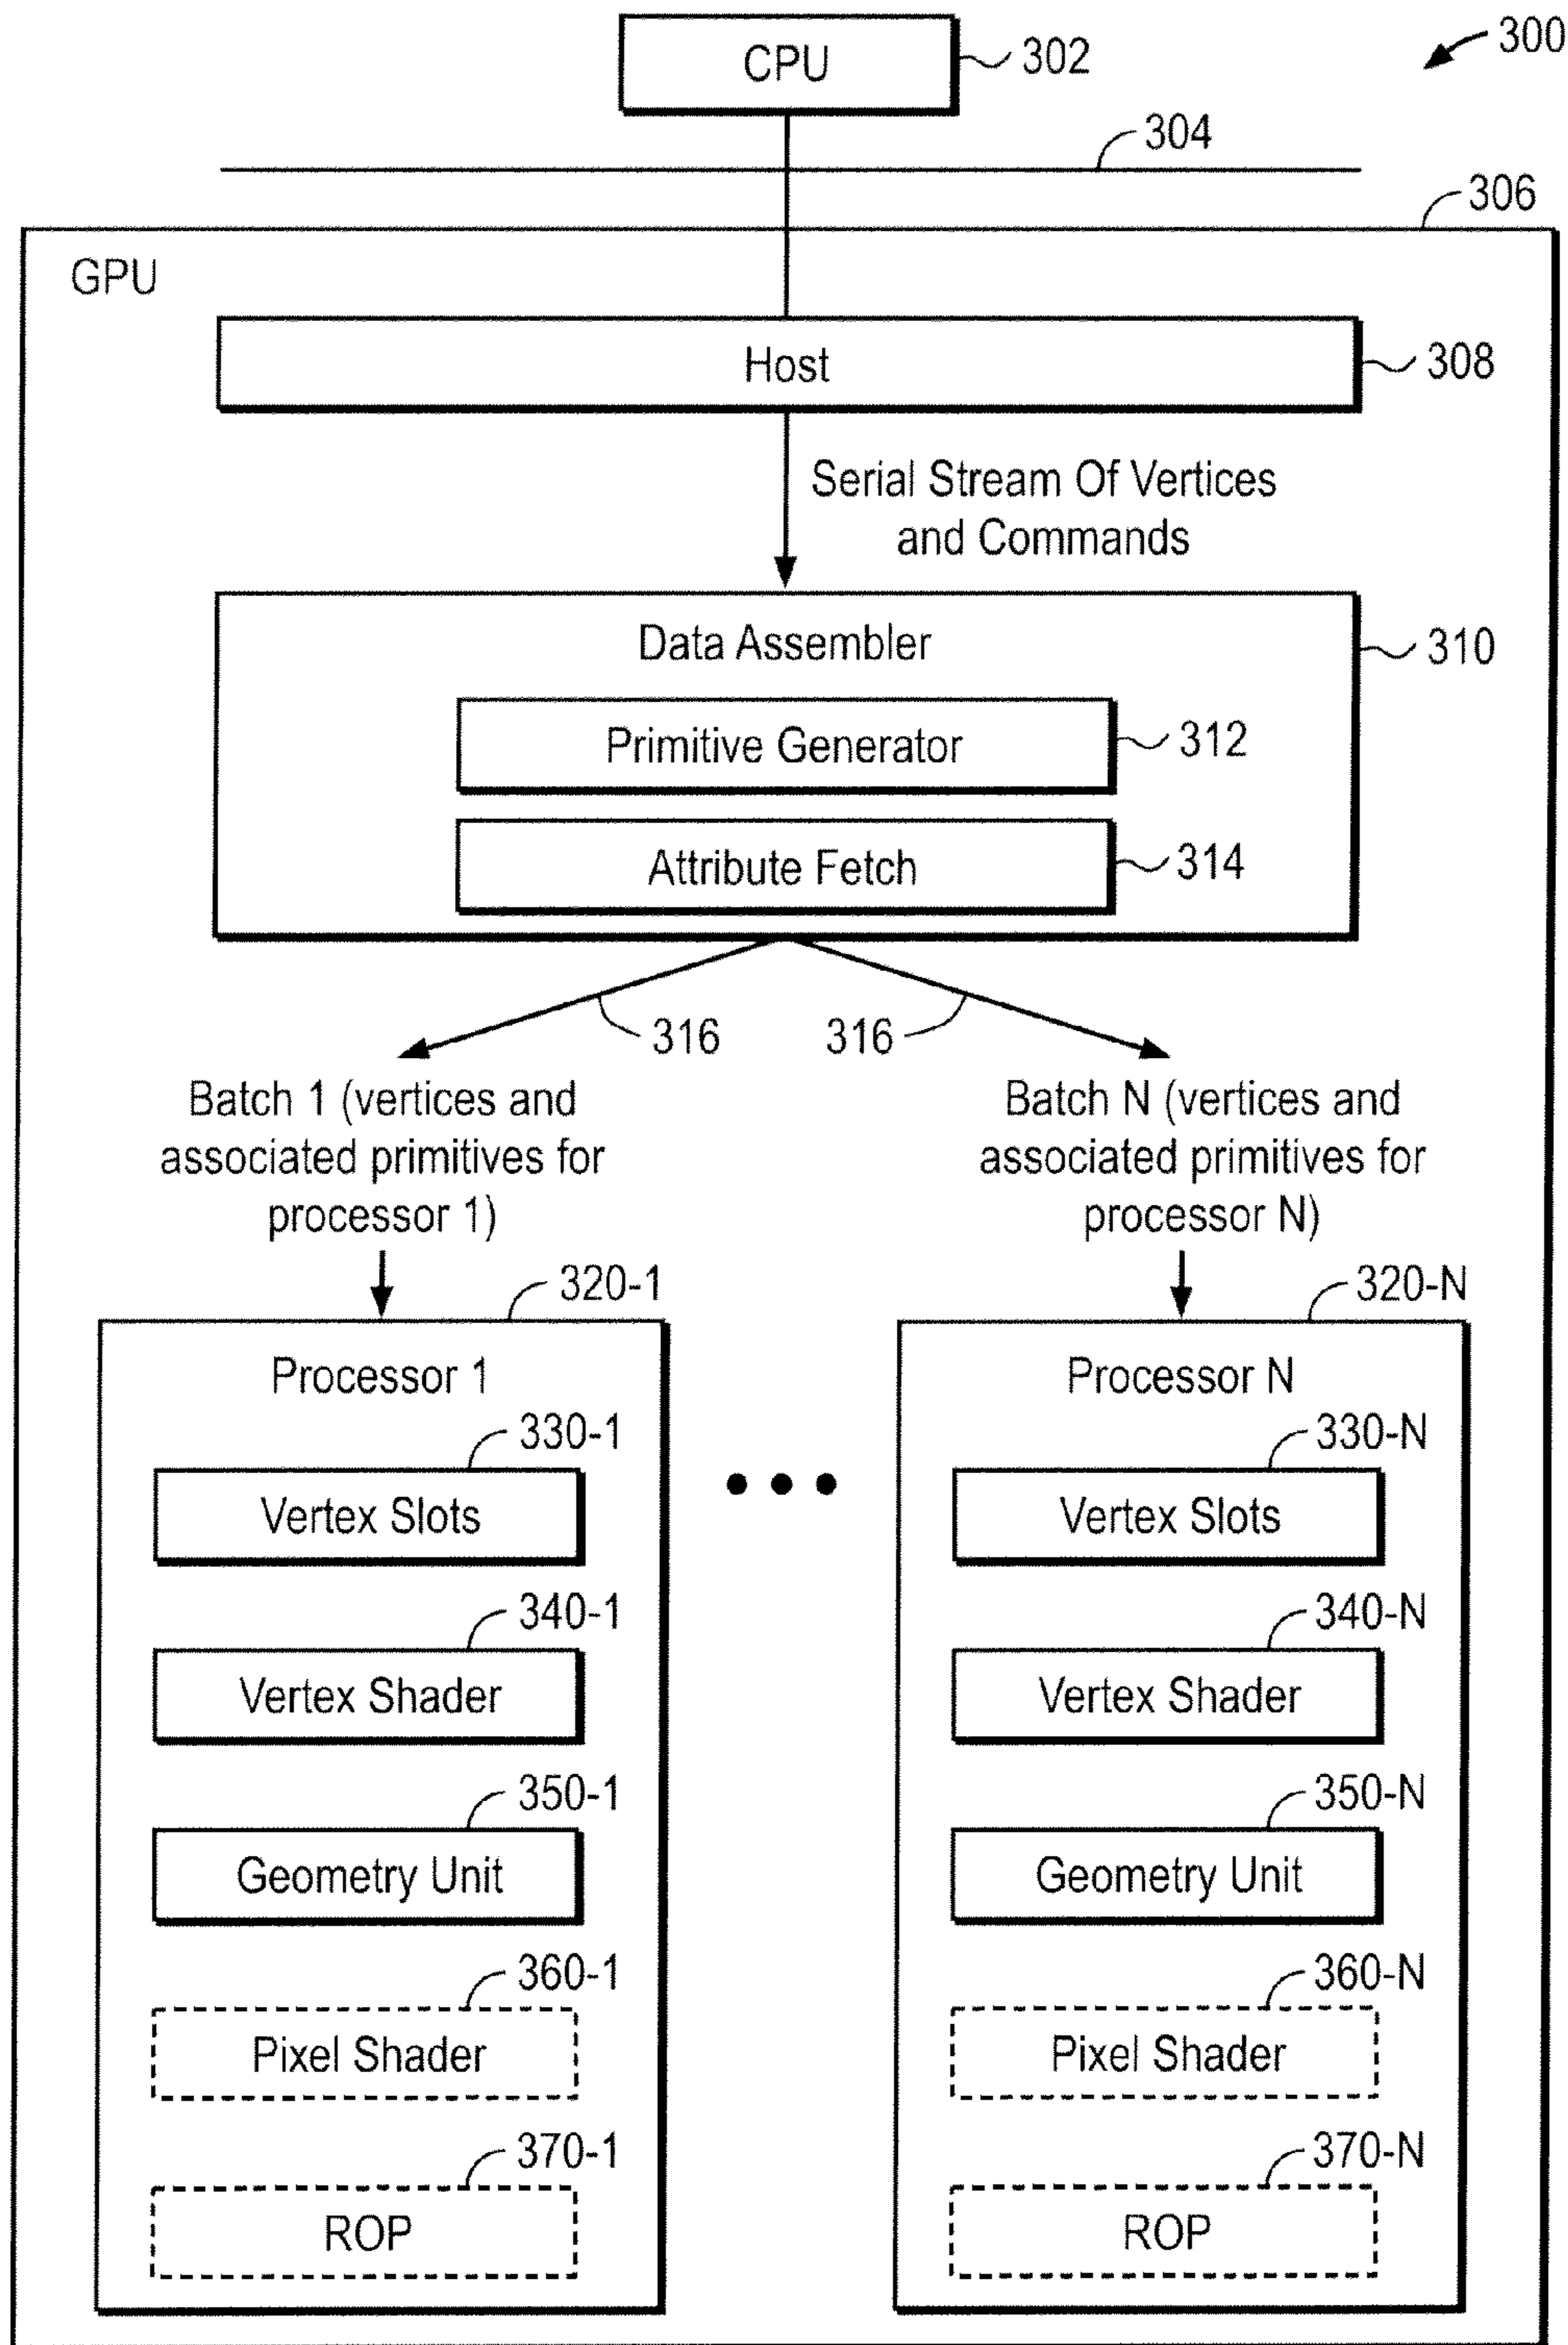 300
CPU
302
304
306
GPU
Host
308
Serial Stream Of Vertices
and Commands
Data Assembler
310
Primitive Generator
312
Attribute Fetch
314
316
316
Batch 1 (vertices and
associated primitives for
processor 1)
Batch N (vertices and
associated primitives for
processor N)
320-1
Processor 1
330-1
Vertex Slots
340-1
Vertex Shader
350-1
Geometry Unit
360-1
Pixel Shader
370-1
ROP
320-N
Processor N
330-N
Vertex Slots
340-N
Vertex Shader
350-N
Geometry Unit
360-N
Pixel Shader
370-N
ROP